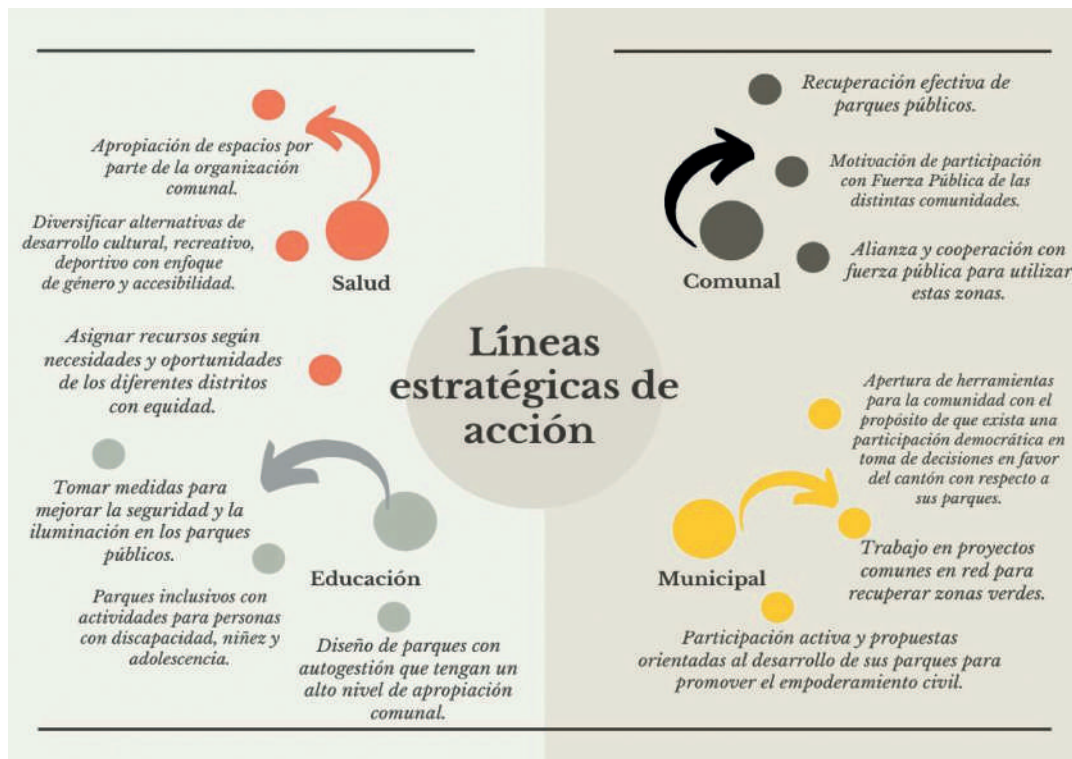 Apropiación de espacios por
parte de la organización
comunal.
Diversificar alternativas de
desarrollo cultural, recreativo,
deportivo con enfoque
de género y accesibilidad.
Salud
Asignar recursos según
necesidades y oportunidades
de los diferentes distritos
con equidad.
Tomar medidas para
mejorar la seguridad y la
iluminación en los parques
públicos.
Educación
Parques inclusivos con
actividades para personas
con discapacidad, niñez y
adolescencia.
Diseño de parques con
autogestión que tengan un
alto nivel de apropiación
comunal.
Líneas
estratégicas de
acción
Recuperación efectiva de
parques públicos.
Motivación de participación
con Fuerza Pública de las
distintas comunidades.
Alianza y cooperación con
fuerza pública para utilizar
estas zonas.
Comunal
Apertura de herramientas
para la comunidad con el
propósito de que exista una
participación democrática en
toma de decisiones en favor
del cantón con respecto a
sus parques.
Municipal
Trabajo en proyectos
comunes en red para
recuperar zonas verdes.
Participación activa y propuestas
orientadas al desarrollo de sus parques para
promover el empoderamiento civil.